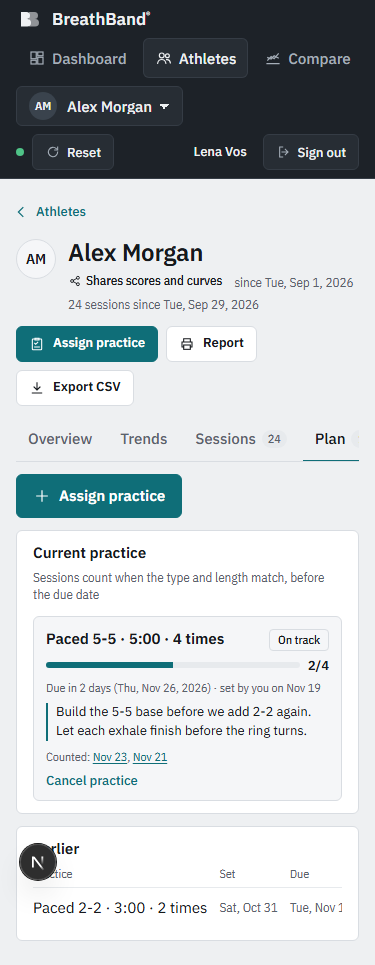 BreathBand®
Dashboard
Athletes
Compare
AM
Alex Morgan
Reset
Lena Vos
Sign out
Athletes
AM
Alex Morgan
Shares scores and curves since Tue, Sep 1, 2026
24 sessions since Tue, Sep 29, 2026
Assign practice
Report
Export CSV
Overview
Trends
Sessions 24
Plan
Assign practice
Current practice
Sessions count when the type and length match, before
the due date
Paced 5-5 · 5:00 · 4 times
On track
2/4
Due in 2 days (Thu, Nov 26, 2026) · set by you on Nov 19
Build the 5-5 base before we add 2-2 again.
Let each exhale finish before the ring turns.
Counted: Nov 23, Nov 21
Cancel practice
N
Set
Due
Paced 2-2 · 3:00 · 2 times
Sat, Oct 31
Tue, Nov